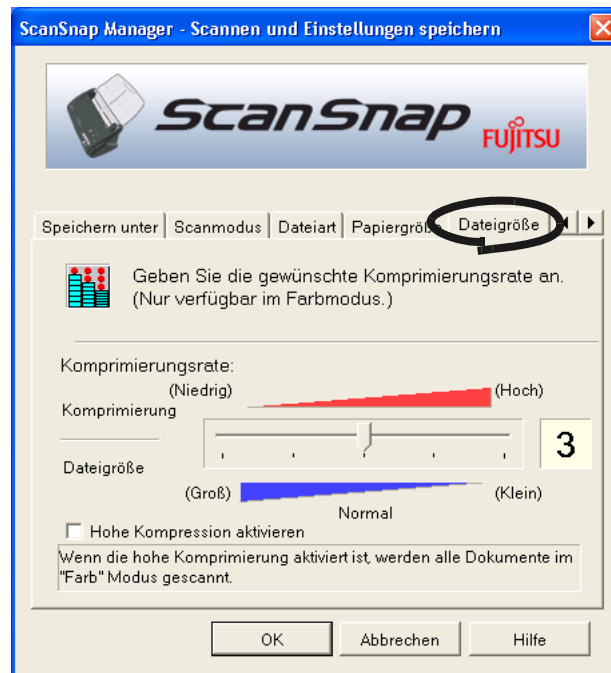 ScanSnap Manager - Scannen und Einstellungen speichern
ScanSnap
FUJITSU
Speichern unter Scanmodus Dateiart Papiergröße Dateigröße
Geben Sie die gewünschte Komprimierungsrate an.
(Nur verfügbar im Farbmodus.)
Komprimierungsrate:
(Niedrig) (Hoch)
Komprimierung
3
Dateigröße
(Groß) (Klein)
Normal
Hohe Kompression aktivieren
Wenn die hohe Komprimierung aktiviert ist, werden alle Dokumente im
"Farb" Modus gescannt.
OK Abbrechen Hilfe